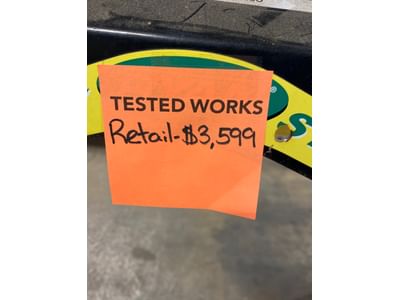 TESTED WORKS
Retail-$3,599
®
S